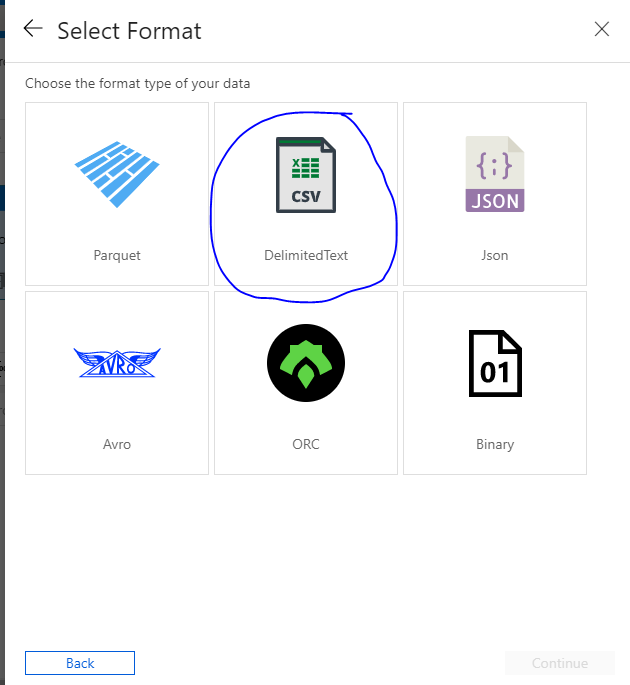 Select Format
Choose the format type of your data
X
CSV
{;}
JSON
Parquet
DelimitedText
Json
AVRO
01
Avro
ORC
Binary
Back
Continue